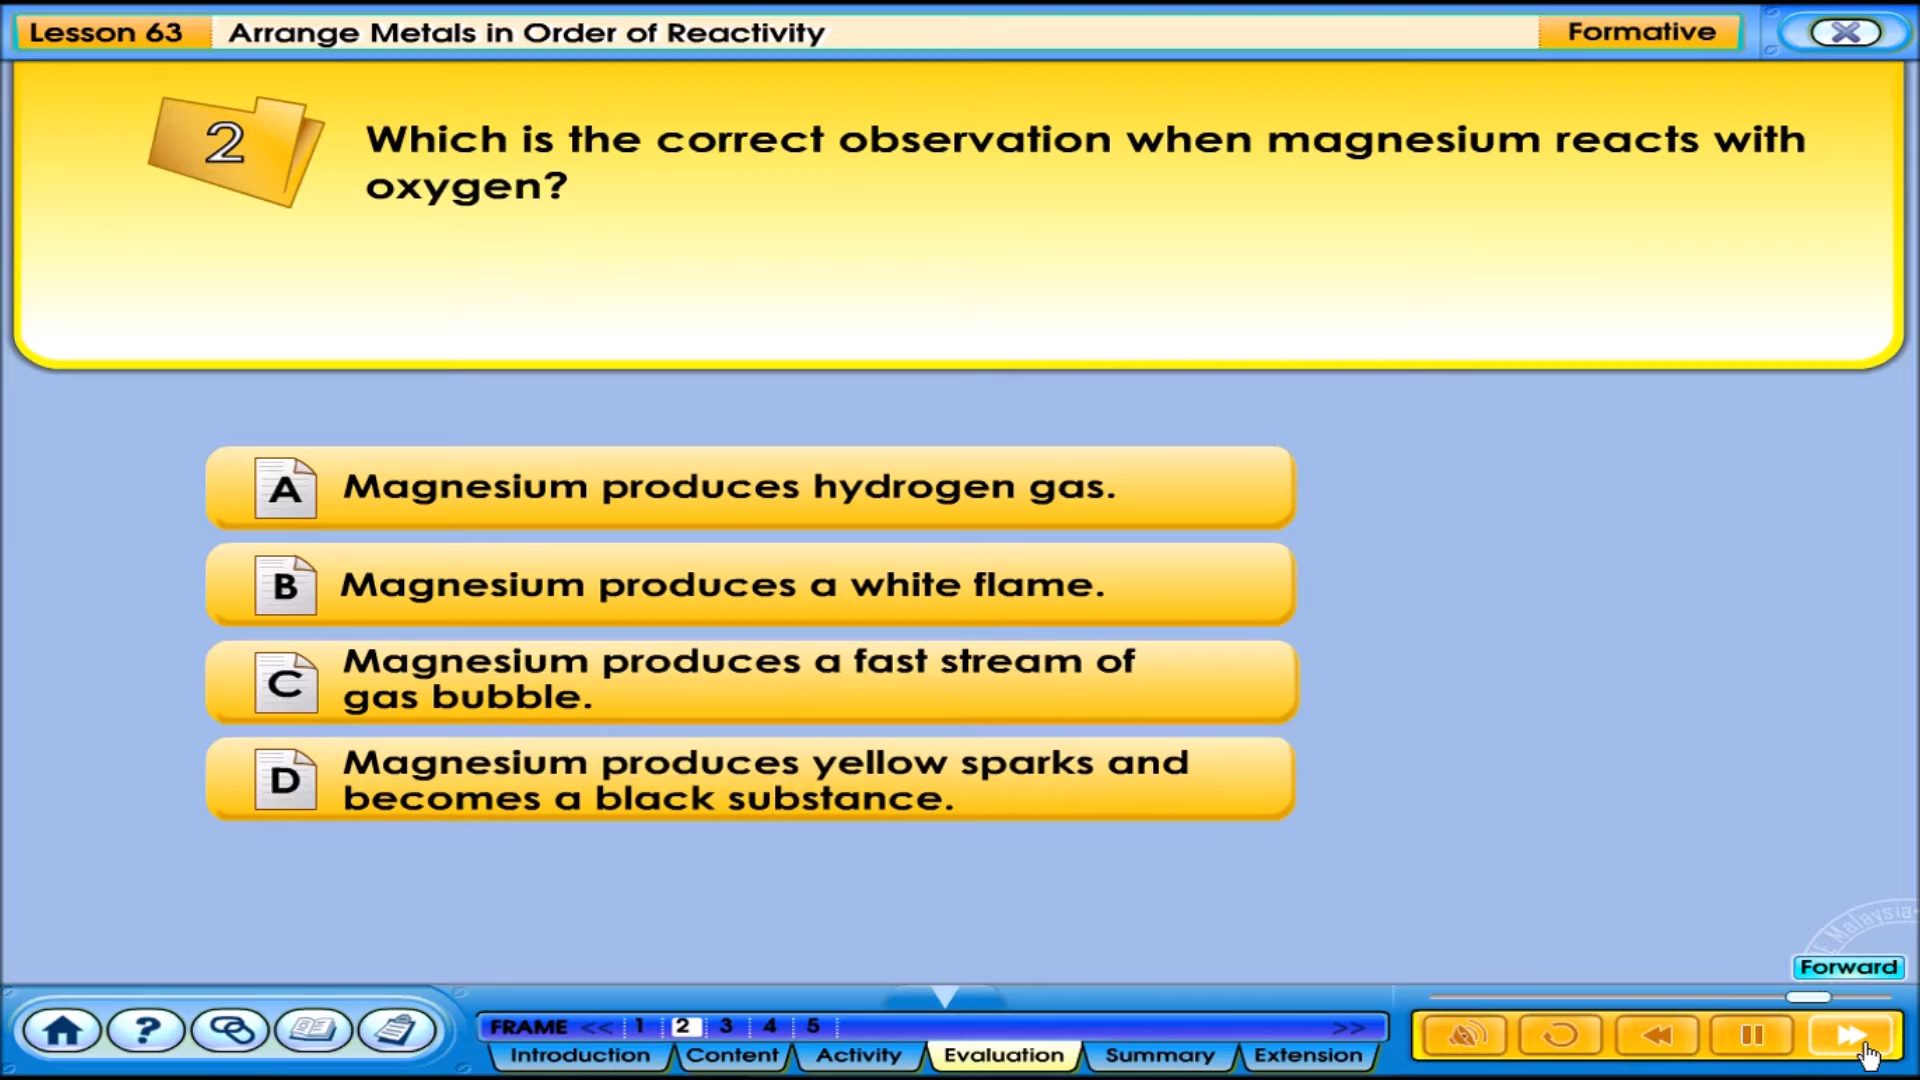 Lesson 63
Arrange Metals in Order of Reactivity
Formative
2
Which is the correct observation when magnesium reacts with
oxygen?
A
Magnesium produces hydrogen gas.
B
Magnesium produces a white flame.
C
Magnesium produces a fast stream of
gas bubble.
D
Magnesium produces yellow sparks and
becomes a black substance.
Malaysia
Forward
?
FRAME << 1 2 3 4 5 >>
Introduction Content Activity Evaluation Summary Extension